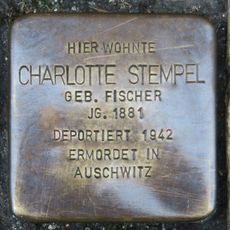 HIER WOHNTE
CHARLOTTE STEMPEL
GEB. FISCHER
JG. 1881
DEPORTIERT 1942
ERMORDET IN
AUSCHWITZ